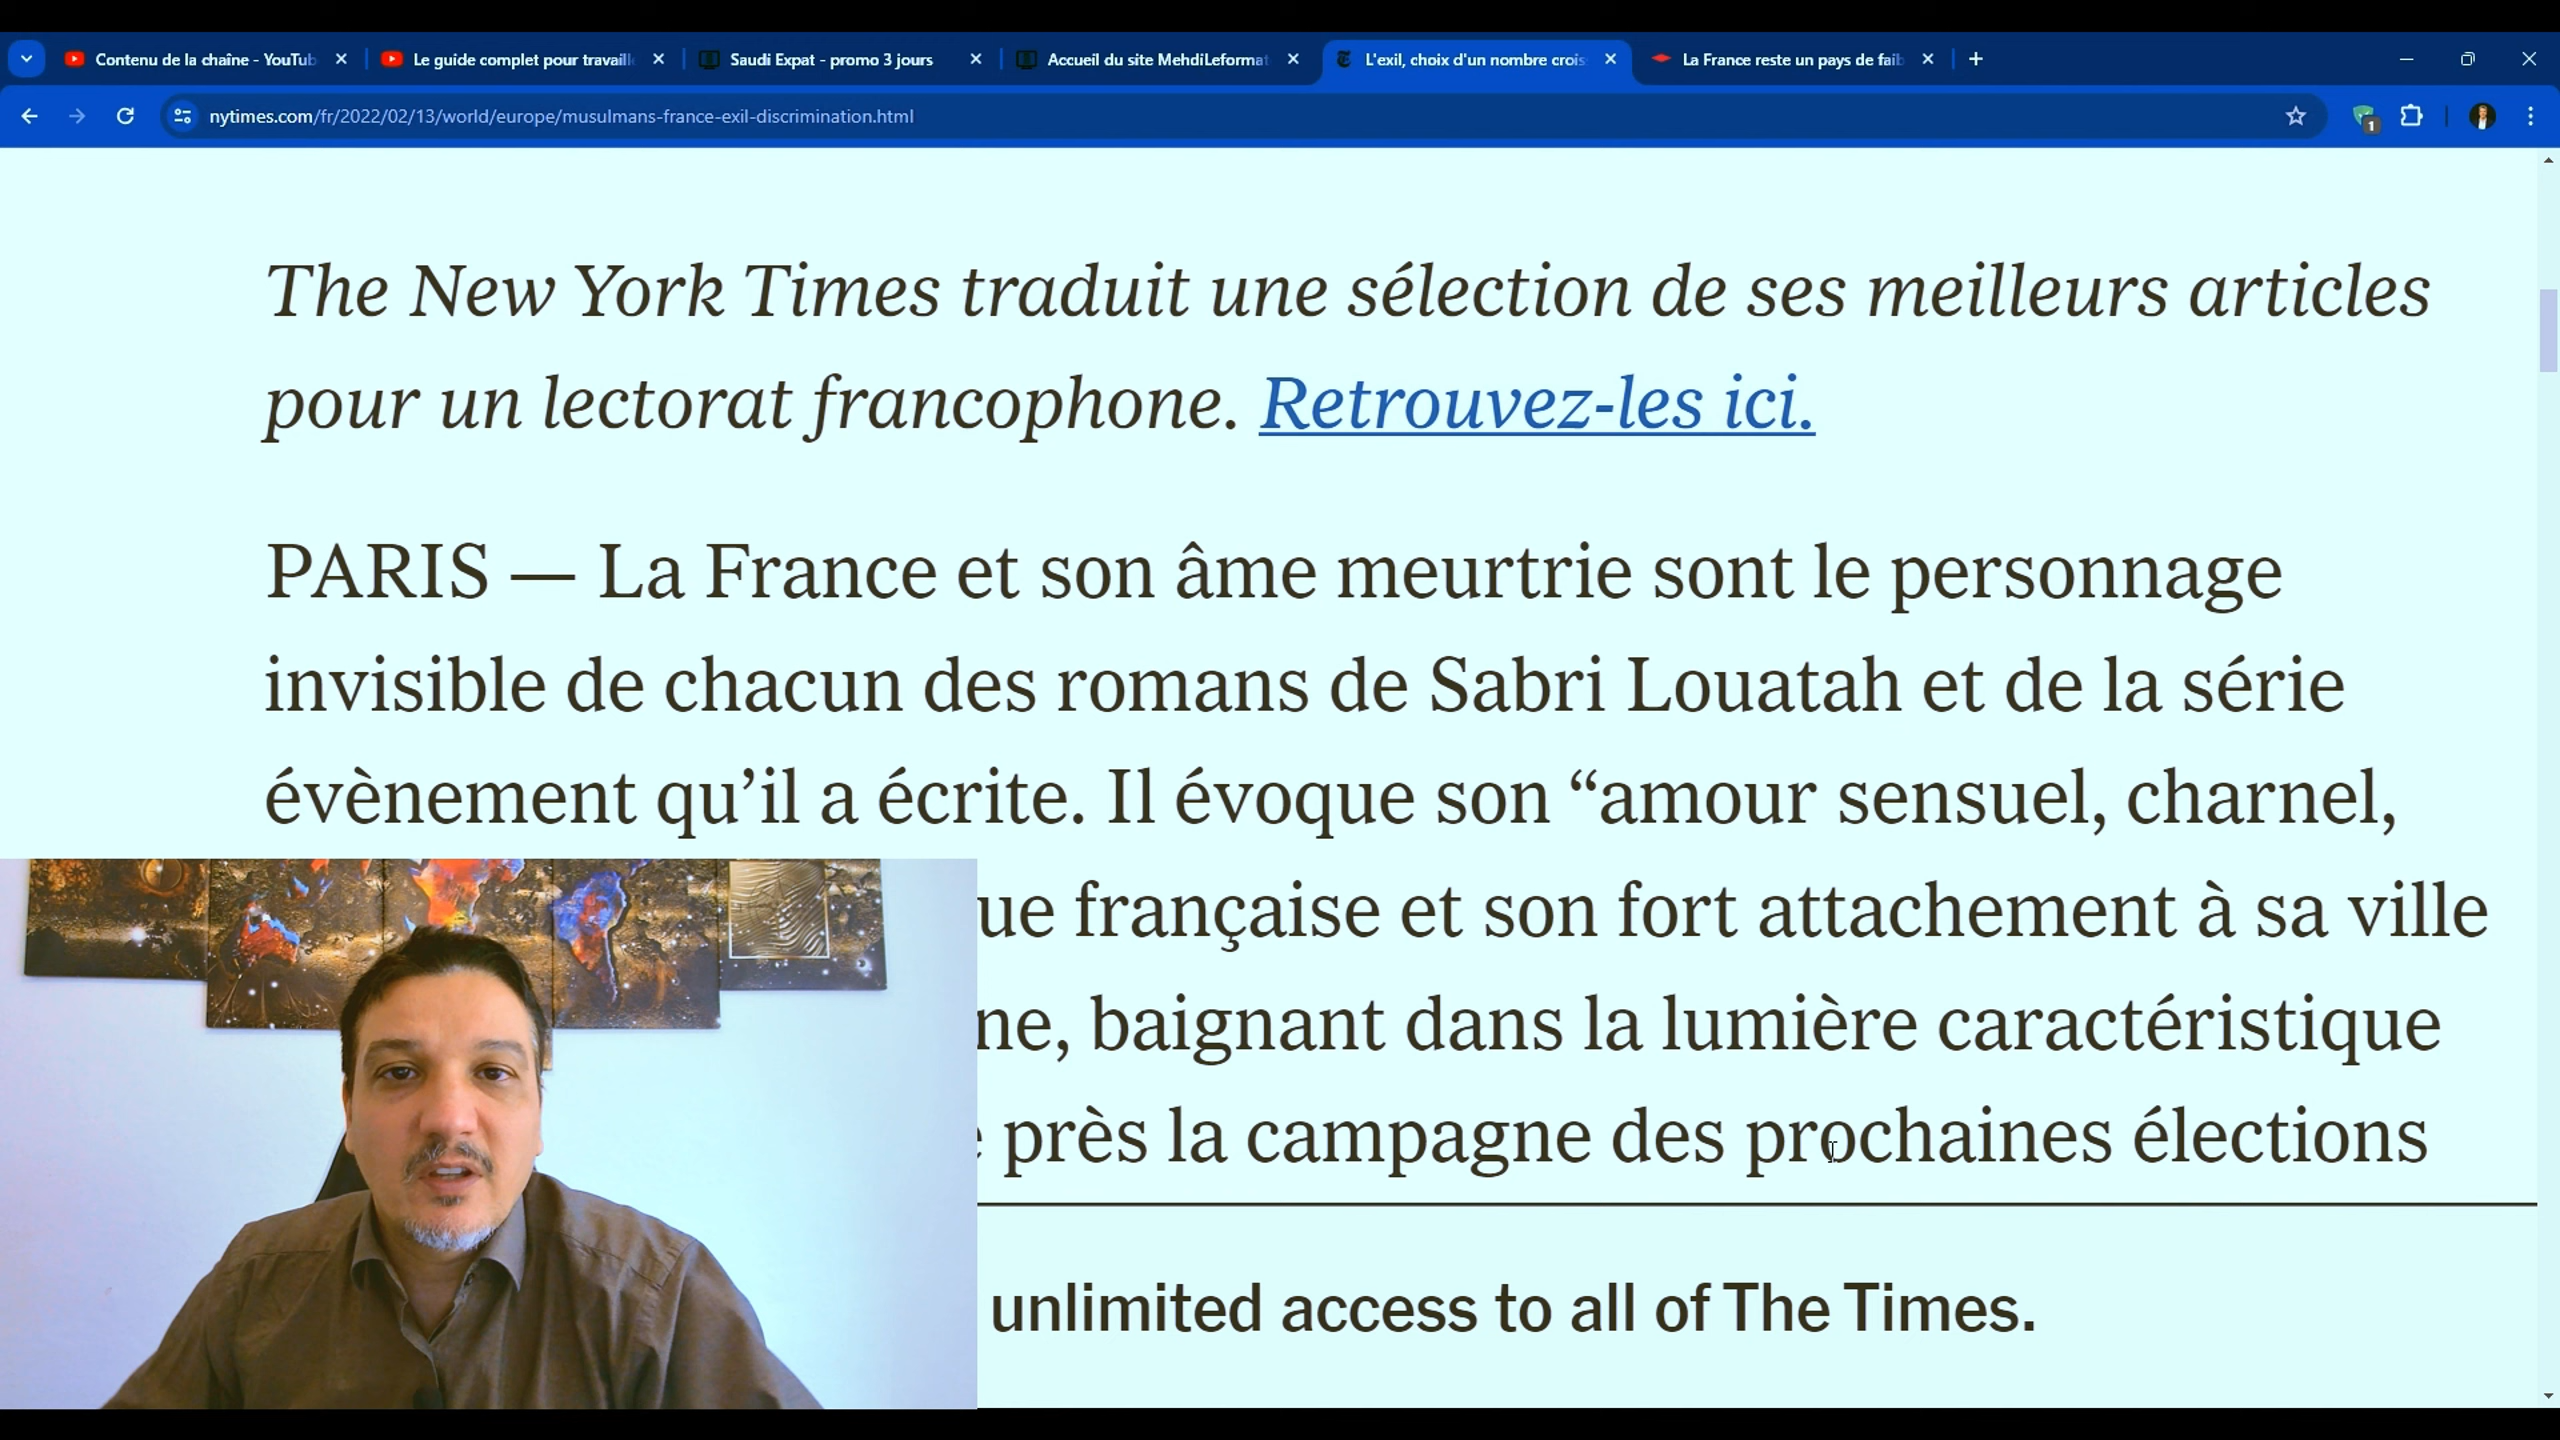 Contenu de la chaîne - YouTub
Le guide complet pour travaill
Saudi Expat - promo 3 jours
Accueil du site MehdiLeformat
L'exil, choix d'un nombre crois
La France reste un pays de faib
nytimes.com/fr/2022/02/13/world/europe/musulmans-france-exil-discrimination.html
1
The New York Times traduit une sélection de ses meilleurs articles
pour un lectorat francophone. Retrouvez-les ici.
PARIS — La France et son âme meurtrie sont le personnage
invisible de chacun des romans de Sabri Louatah et de la série
évènement qu’il a écrite. Il évoque son “amour sensuel, charnel,
ue française et son fort attachement à sa ville
ne, baignant dans la lumière caractéristique
près la campagne des prochaines élections
unlimited access to all of The Times.